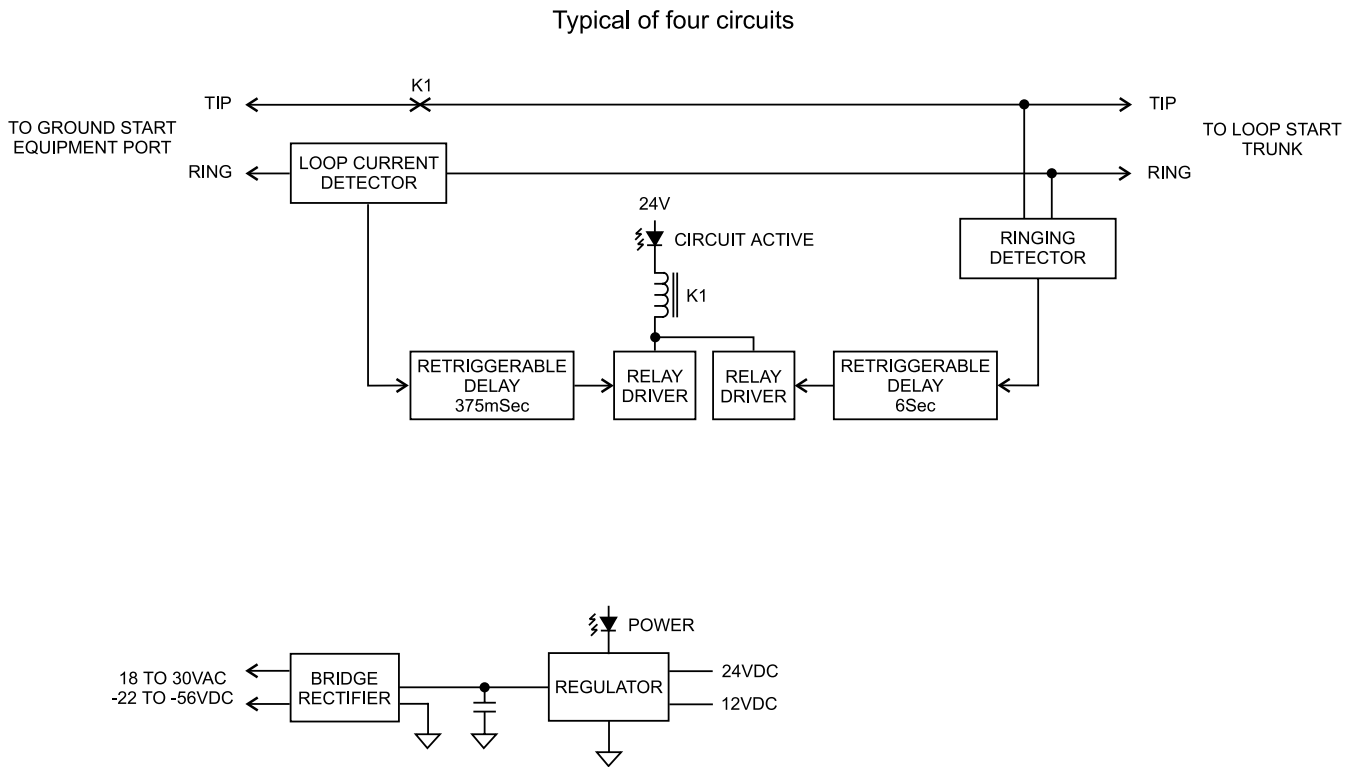 Typical of four circuits
K1
TIP
TIP
TO GROUND START
EQUIPMENT PORT
TO LOOP START
TRUNK
RING
LOOP CURRENT
DETECTOR
RING
24V
CIRCUIT ACTIVE
RINGING
DETECTOR
K1
RETRIGGERABLE
DELAY
375mSec
RELAY
DRIVER
RELAY
DRIVER
RETRIGGERABLE
DELAY
6Sec
POWER
18 TO 30VAC
-22 TO -56VDC
BRIDGE
RECTIFIER
REGULATOR
24VDC
12VDC